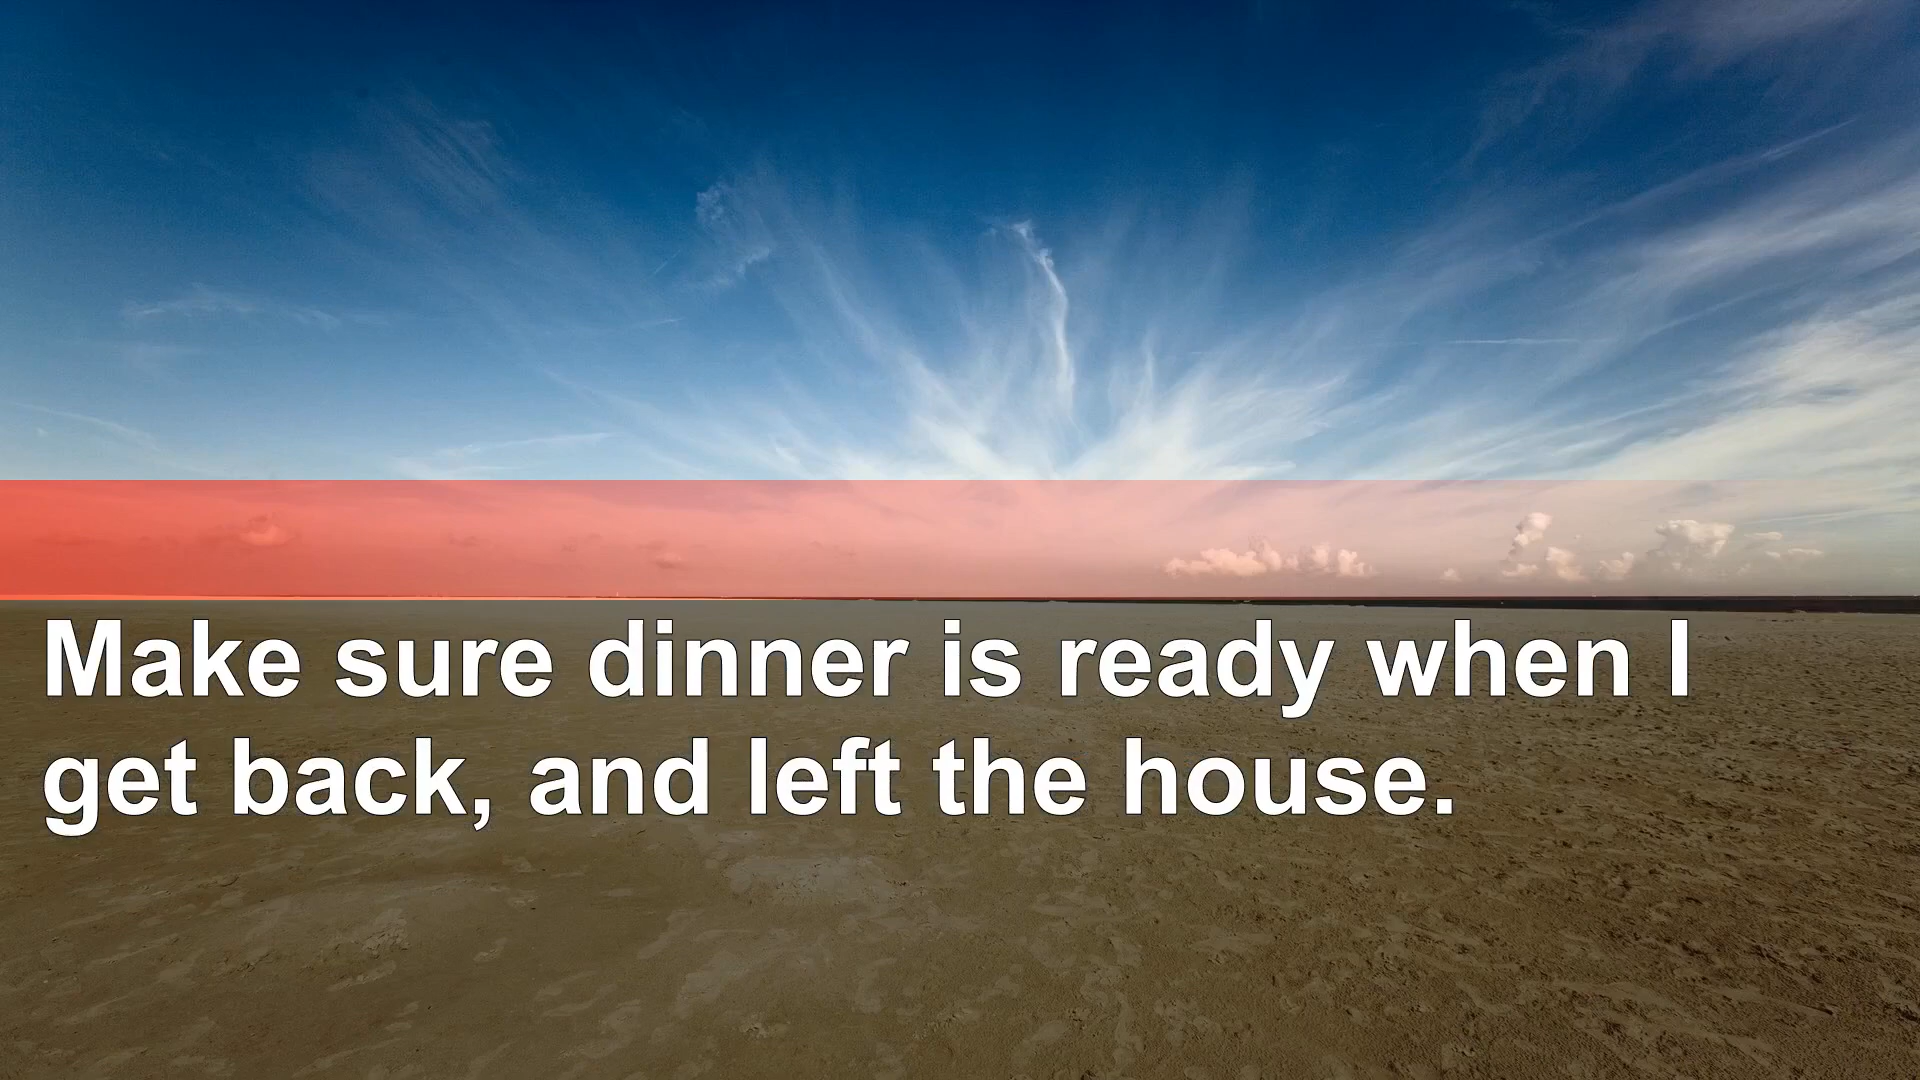 Make sure dinner is ready when I
get back, and left the house.